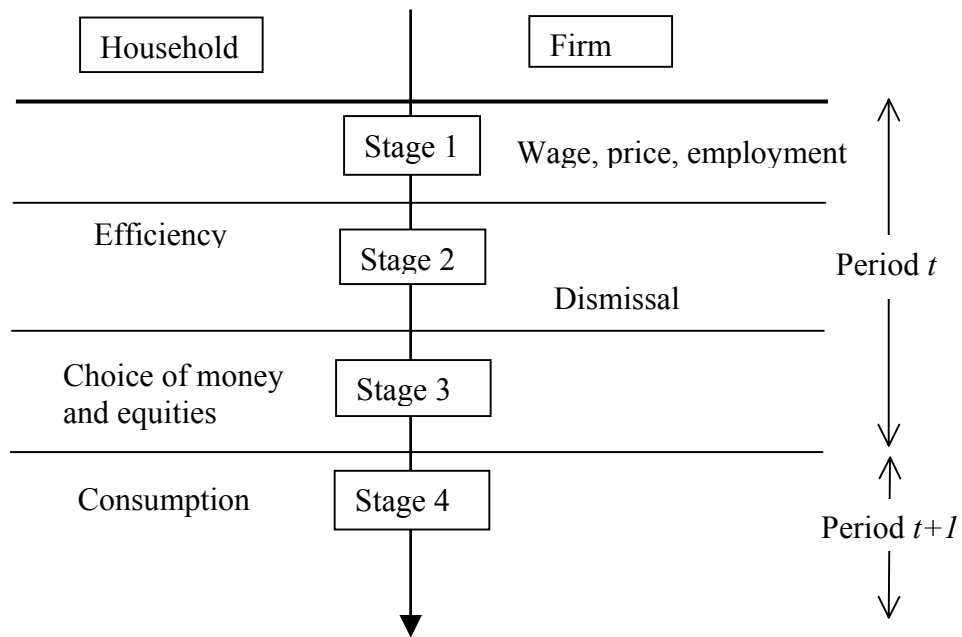 Household
Firm
Stage 1
Wage, price, employment
Efficiency
Stage 2
Period t
Dismissal
Choice of money
and equities
Stage 3
Consumption
Stage 4
Period t+1